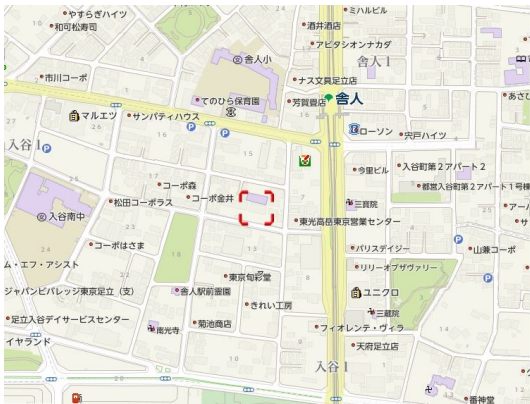 ミハルビル
やすらぎハイツ
和可松寿司
酒井酒店
アビタシオンナカダ
舎人小
舎人1
市川コーポ
ナス文具足立店
てのひら保育園
芳賀畳店
舎人
あさひ
マルエツ
サンパティハウス
ローソン
宍戸ハイツ
入谷1
コーポ森
今里ビル
入谷町第2アパート2
コーポ金井
都営入谷町第2アパート1号棟
松田コーポラス
三寳院
入谷南中
東光高岳東京営業センター
コーポはさま
パリスデイジー
山兼コーポ
ム・エフ・アシスト
東京旬彩堂
リリーオブザヴァリー
ジャパンビバレッジ東京足立（支）
舎人駅前霊園
ユニクロ
きれい工房
三蔵院
足立入谷デイサービスセンター
菊池商店
南光寺
フィオレンテ・ヴィラ
イヤランド
天府足立店
入谷1
番神堂